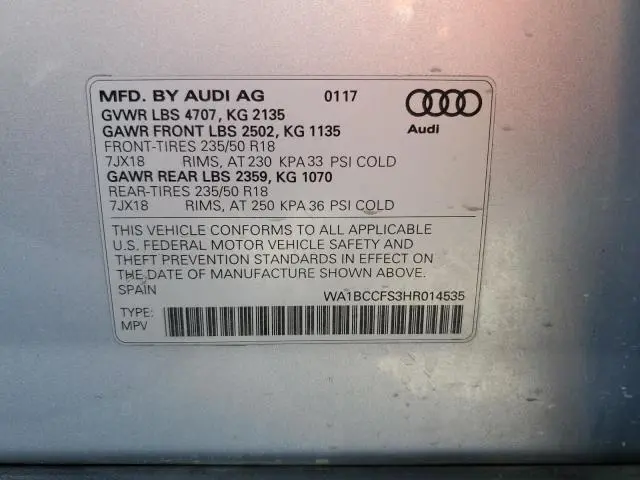 MFD. BY AUDI AG 0117
GVWR LBS 4707, KG 2135
GAWR FRONT LBS 2502, KG 1135
FRONT-TIRES 235/50 R18
7JX18 RIMS, AT 230 KPA 33 PSI COLD
GAWR REAR LBS 2359, KG 1070
REAR-TIRES 235/50 R18
7JX18 RIMS, AT 250 KPA 36 PSI COLD
Audi
THIS VEHICLE CONFORMS TO ALL APPLICABLE
U.S. FEDERAL MOTOR VEHICLE SAFETY AND
THEFT PREVENTION STANDARDS IN EFFECT ON
THE DATE OF MANUFACTURE SHOWN ABOVE.
SPAIN WA1BCCFS3HR014535
TYPE:
MPV